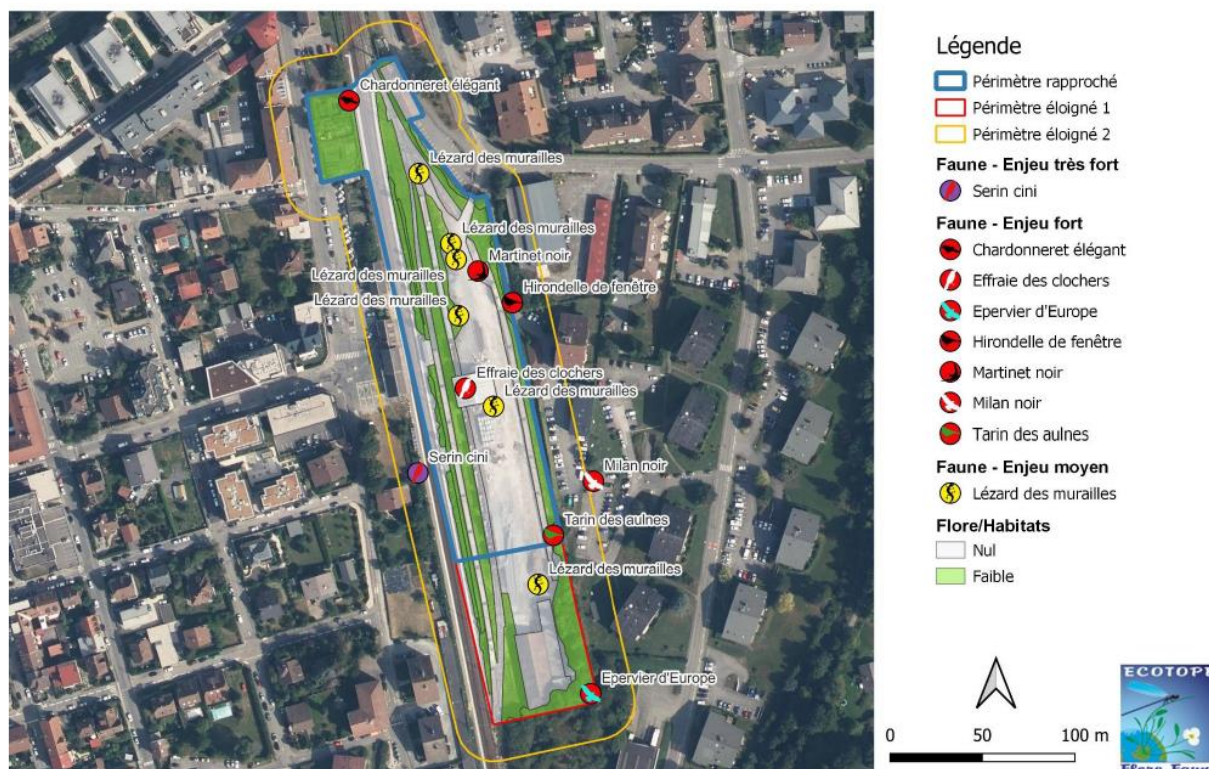 Chardonneret élégant
Lézard des murailles
Lézard des murailles
Martinet noir
Lézard des murailles
Hirondelle de fenêtre
Lézard des murailles
Effraie des clochers
Lézard des murailles
Serin cini
Milan noir
Tarin des aulnes
Lézard des murailles
Epervier d'Europe
Légende
Périmètre rapproché
Périmètre éloigné 1
Périmètre éloigné 2
Faune - Enjeu très fort
Serin cini
Faune - Enjeu fort
Chardonneret élégant
Effraie des clochers
Epervier d'Europe
Hirondelle de fenêtre
Martinet noir
Milan noir
Tarin des aulnes
Faune - Enjeu moyen
Lézard des murailles
Flore/Habitats
Nul
Faible
0 50 100 m
ECOTOPE
Flora Faune